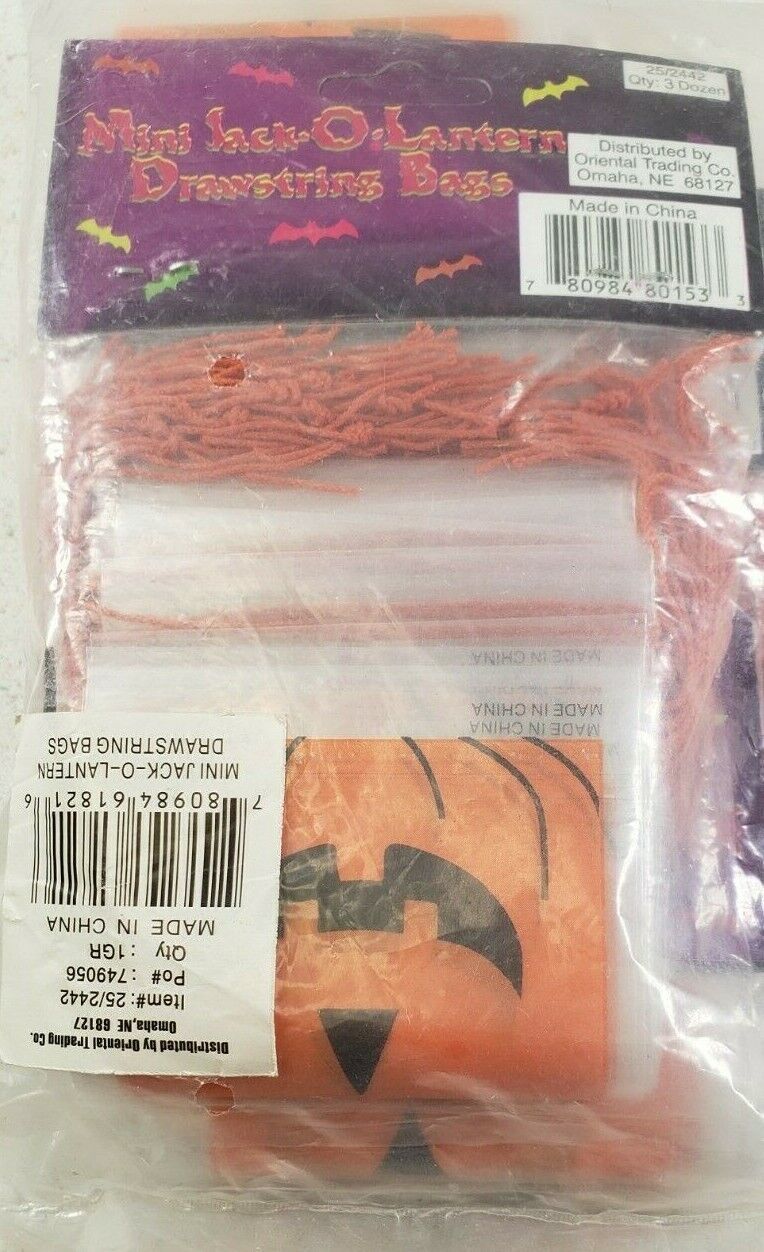 25/2442
Qty: 3 Dozen
Mini Jack-O-Lantern
Drawstring Bags
Distributed by
Oriental Trading Co.
Omaha, NE 68127
Made in China
7 80984 80153 3
MADE IN CHINA
MADE IN CHINA
MADE IN CHINA
Distributed by Oriental Trading Co.
Omaha,NE 68127
Item#: 25/2442
Po# : 749056
Qty : 1GR
MADE IN CHINA
7 80984 61821 6
MINI JACK-O-LANTERN
DRAWSTRING BAGS